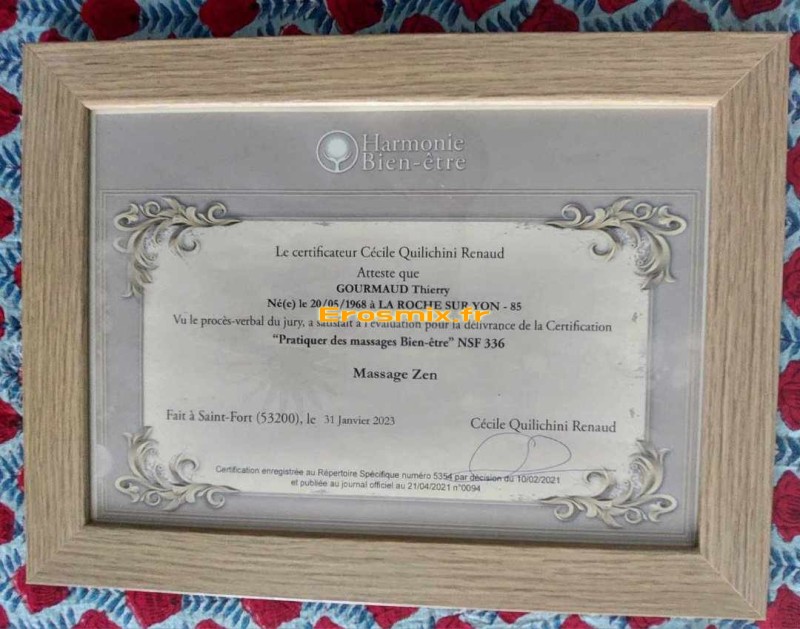 Harmonie
Bien-être
Le certificateur Cécile Quilichini Renaud
Atteste que
GOURMAUD Thierry
Né(e) le 20/05/1968 à LA ROCHE SUR YON - 85
Erosmix.fr
Vu le procès-verbal du jury, a satisfait à l'évaluation pour la délivrance de la Certification
"Pratiquer des massages Bien-être" NSF 336
Massage Zen
Fait à Saint-Fort (53200), le 31 Janvier 2023
Cécile Quilichini Renaud
Certification enregistrée au Répertoire Spécifique numéro 5354 par décision du 10/02/2021
et publiée au journal officiel au 21/04/2021 n°0094